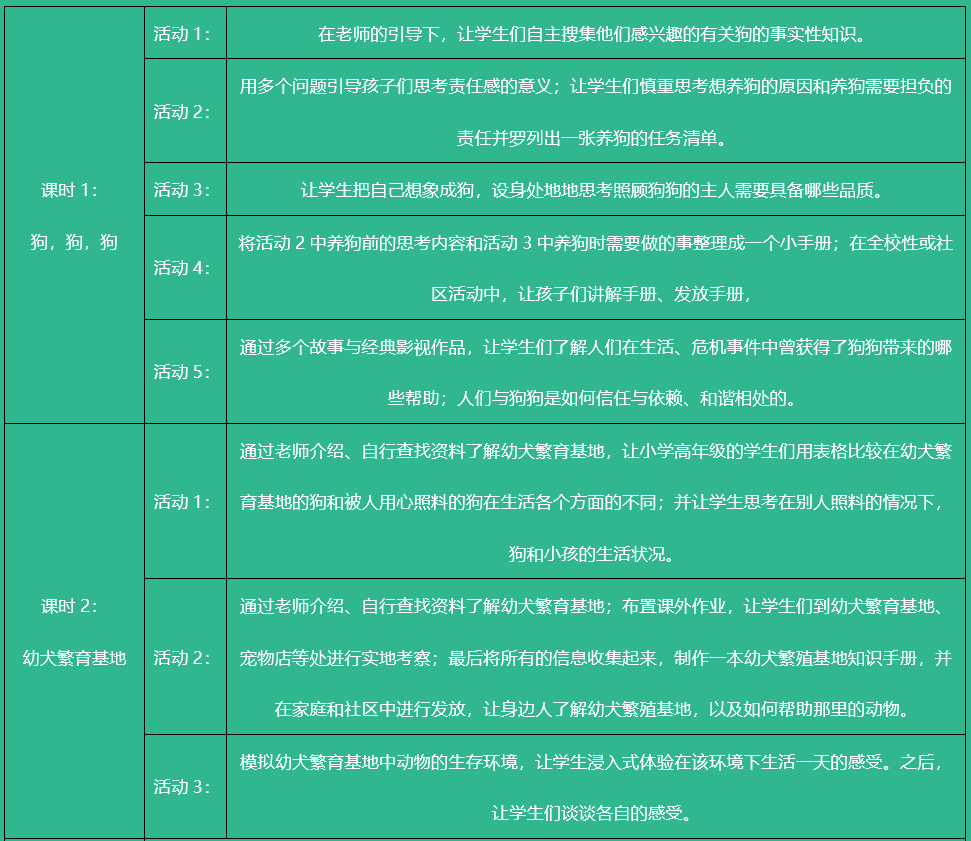 课时 1：
狗，狗，狗
活动 1：
在老师的引导下，让学生们自主搜集他们感兴趣的有关狗的事实性知识。
活动 2：
用多个问题引导孩子们思考责任感的意义；让学生们慎重思考想养狗的原因和养狗需要担负的
责任并罗列出一张养狗的任务清单。
活动 3：
让学生把自己想象成狗，设身处地地思考照顾狗狗的主人需要具备哪些品质。
活动 4：
将活动 2 中养狗前的思考内容和活动 3 中养狗时需要做的事整理成一个小手册；在全校性或社
区活动中，让孩子们讲解手册、发放手册，
活动 5：
通过多个故事与经典影视作品，让学生们了解人们在生活、危机事件中曾获得了狗狗带来的哪
些帮助；人们与狗狗是如何信任与依赖、和谐相处的。
课时 2：
幼犬繁育基地
活动 1：
通过老师介绍、自行查找资料了解幼犬繁育基地，让小学高年级的学生们用表格比较在幼犬繁
育基地的狗和被人用心照料的狗在生活各个方面的不同；并让学生思考在别人照料的情况下，
狗和小孩的生活状况。
活动 2：
通过老师介绍、自行查找资料了解幼犬繁育基地；布置课外作业，让学生们到幼犬繁育基地、
宠物店等处进行实地考察；最后将所有的信息收集起来，制作一本幼犬繁殖基地知识手册，并
在家庭和社区中进行发放，让身边人了解幼犬繁殖基地，以及如何帮助那里的动物。
活动 3：
模拟幼犬繁育基地中动物的生存环境，让学生浸入式体验在该环境下生活一天的感受。之后，
让学生们谈谈各自的感受。